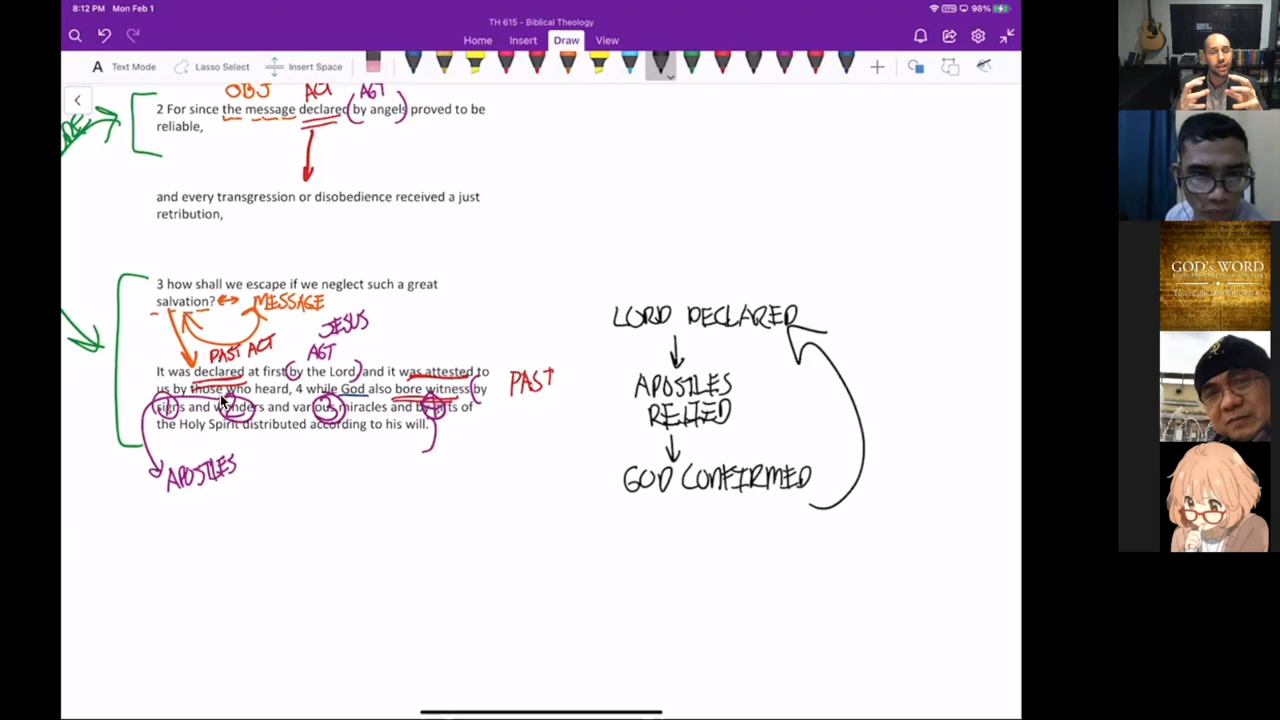 8:12 PM Mon Feb 1
98%
TH 615 - Biblical Theology
Home Insert Draw View
Text Mode
Lasso Select
Insert Space
OBJ ACT AGT
2 For since the message declared (by angels) proved to be
reliable,
and every transgression or disobedience received a just
retribution,
3 how shall we escape if we neglect such a great
salvation? MESSAGE
JESUS
PAST ACT AGT
It was declared at first (by the Lord) and it was attested to
us by those who heard, 4 while God also bore witness (by
signs and wonders and various miracles and by gifts of
the Holy Spirit distributed according to his will.
APOSTLES
PAST
LORD DECLARED
APOSTLES
RELIED
GOD CONFIRMED
GOD's WORD